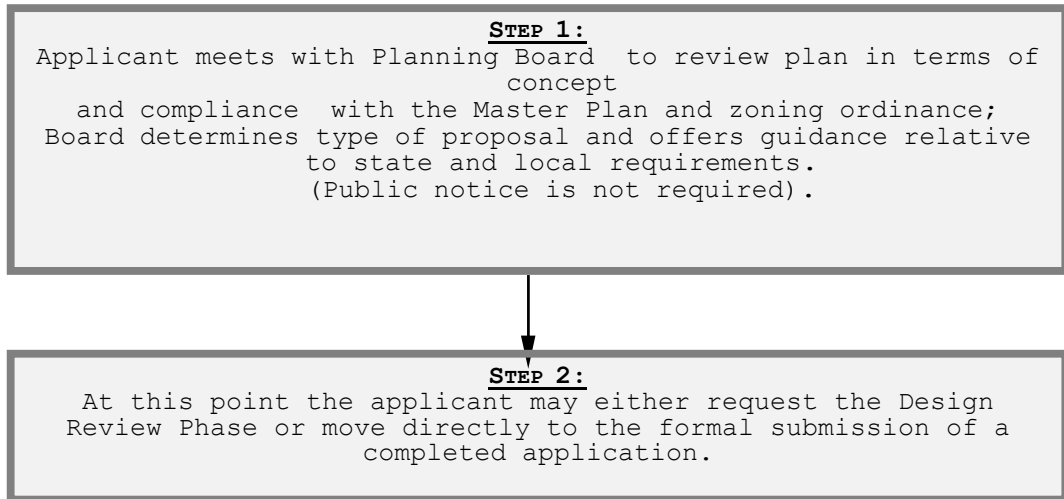 STEP 1:
Applicant meets with Planning Board  to review plan in terms of
concept
and compliance  with the Master Plan and zoning ordinance;
Board determines type of proposal and offers guidance relative
to state and local requirements.
(Public notice is not required).
STEP 2:
At this point the applicant may either request the Design
Review Phase or move directly to the formal submission of a
completed application.